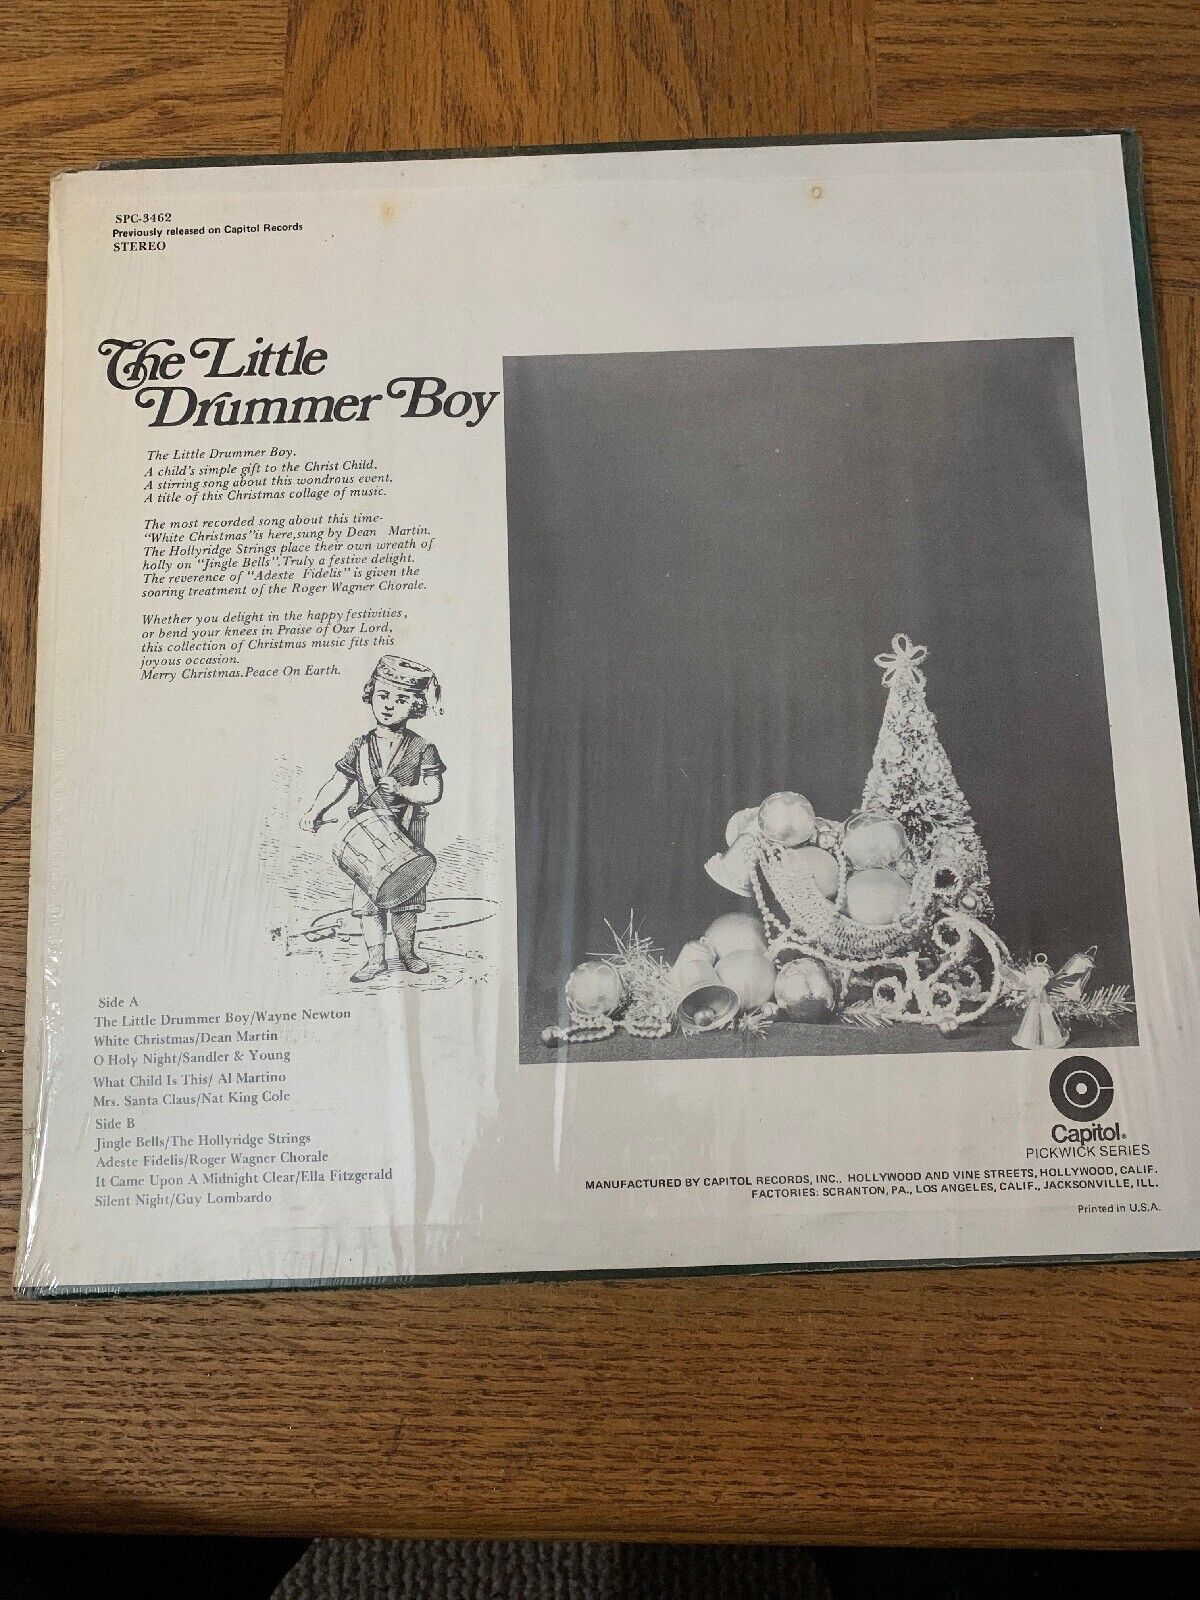 SPC-3462
Previously released on Capitol Records
STEREO
The Little
Drummer Boy
The Little Drummer Boy.
A child's simple gift to the Christ Child.
A stirring song about this wondrous event.
A title of this Christmas collage of music.
The most recorded song about this time-
"White Christmas"is here,sung by Dean Martin.
The Hollyridge Strings place their own wreath of
holly on "Jingle Bells".Truly a festive delight.
The reverence of "Adeste Fidelis" is given the
soaring treatment of the Roger Wagner Chorale.
Whether you delight in the happy festivities,
or bend your knees in Praise of Our Lord,
this collection of Christmas music fits this
joyous occasion.
Merry Christmas.Peace On Earth.
Side A
The Little Drummer Boy/Wayne Newton
White Christmas/Dean Martin
O Holy Night/Sandler & Young
What Child Is This/ Al Martino
Mrs. Santa Claus/Nat King Cole
Side B
Jingle Bells/The Hollyridge Strings
Adeste Fidelis/Roger Wagner Chorale
It Came Upon A Midnight Clear/Ella Fitzgerald
Silent Night/Guy Lombardo
Capitol®
PICKWICK SERIES
MANUFACTURED BY CAPITOL RECORDS, INC., HOLLYWOOD AND VINE STREETS, HOLLYWOOD, CALIF.
FACTORIES: SCRANTON, PA., LOS ANGELES, CALIF., JACKSONVILLE, ILL.
Printed in U.S.A.
Printed in U